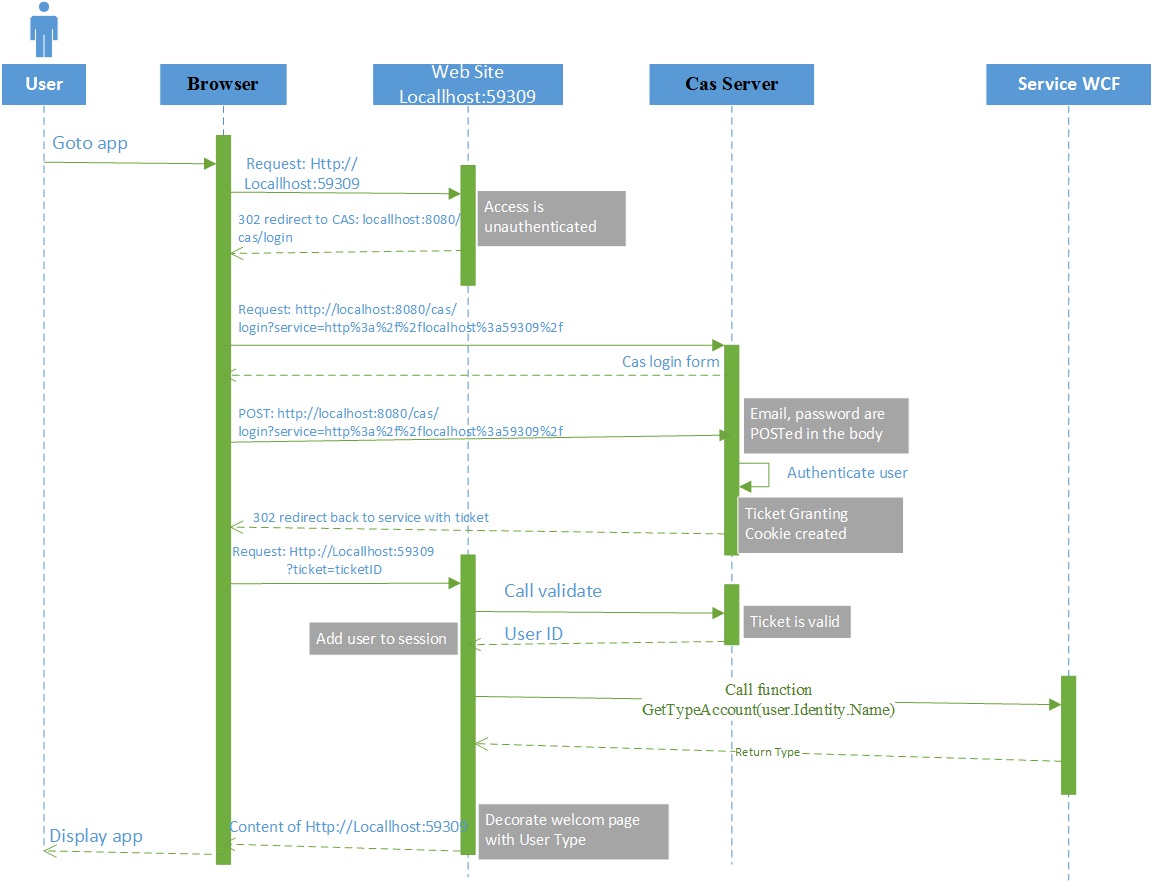 User
Browser
Web Site
Locallhost:59309
Cas Server
Service WCF
Goto app
Request: Http://
Locallhost:59309
Access is
unauthenticated
302 redirect to CAS: localhost:8080/
cas/login
Request: http://localhost:8080/cas/
login?service=http%3a%2f%2flocalhost%3a59309%2f
Cas login form
POST: http://localhost:8080/cas/
login?service=http%3a%2f%2flocalhost%3a59309%2f
Email, password are
POSTed in the body
Authenticate user
302 redirect back to service with ticket
Ticket Granting
Cookie created
Request: Http://Locallhost:59309
?ticket=ticketID
Call validate
Ticket is valid
Add user to session
User ID
Call function
GetTypeAccount(user.Identity.Name)
Return Type
Decorate welcom page
with User Type
Content of Http://Locallhost:59309
Display app